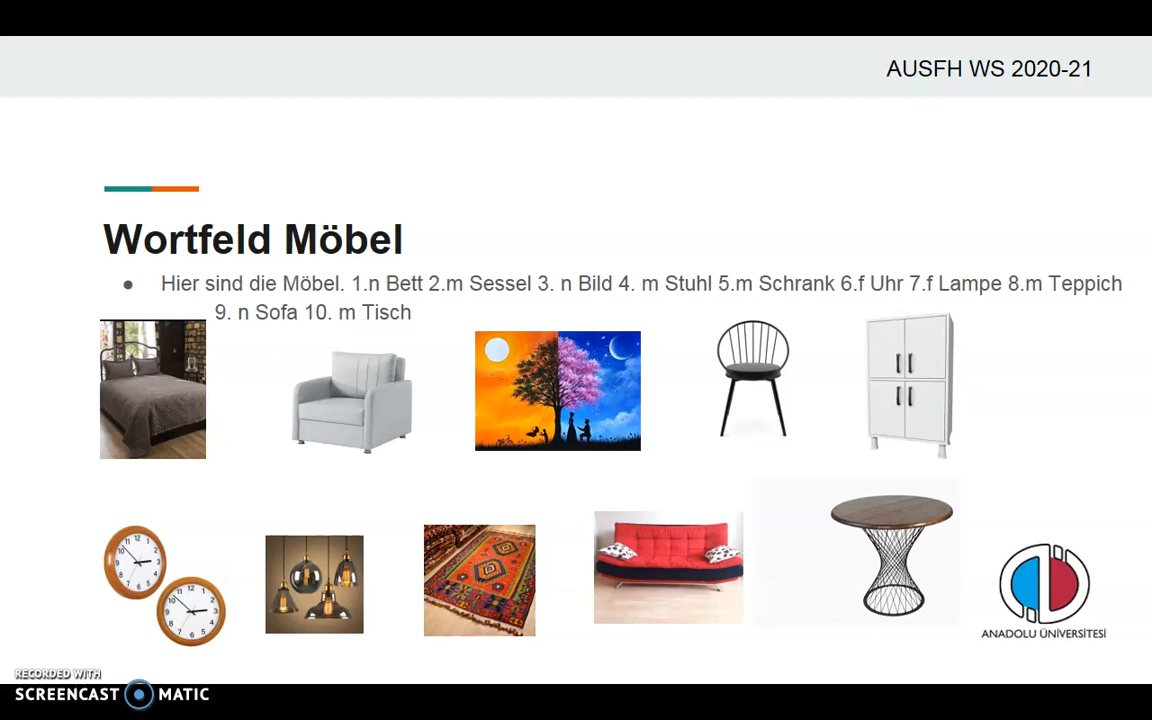 AUSFH WS 2020-21
Wortfeld Möbel
● Hier sind die Möbel. 1.n Bett 2.m Sessel 3. n Bild 4. m Stuhl 5.m Schrank 6.f Uhr 7.f Lampe 8.m Teppich
9. n Sofa 10. m Tisch
ANADOLU ÜNİVERSİTESİ
RECORDED WITH
SCREENCAST MATIC